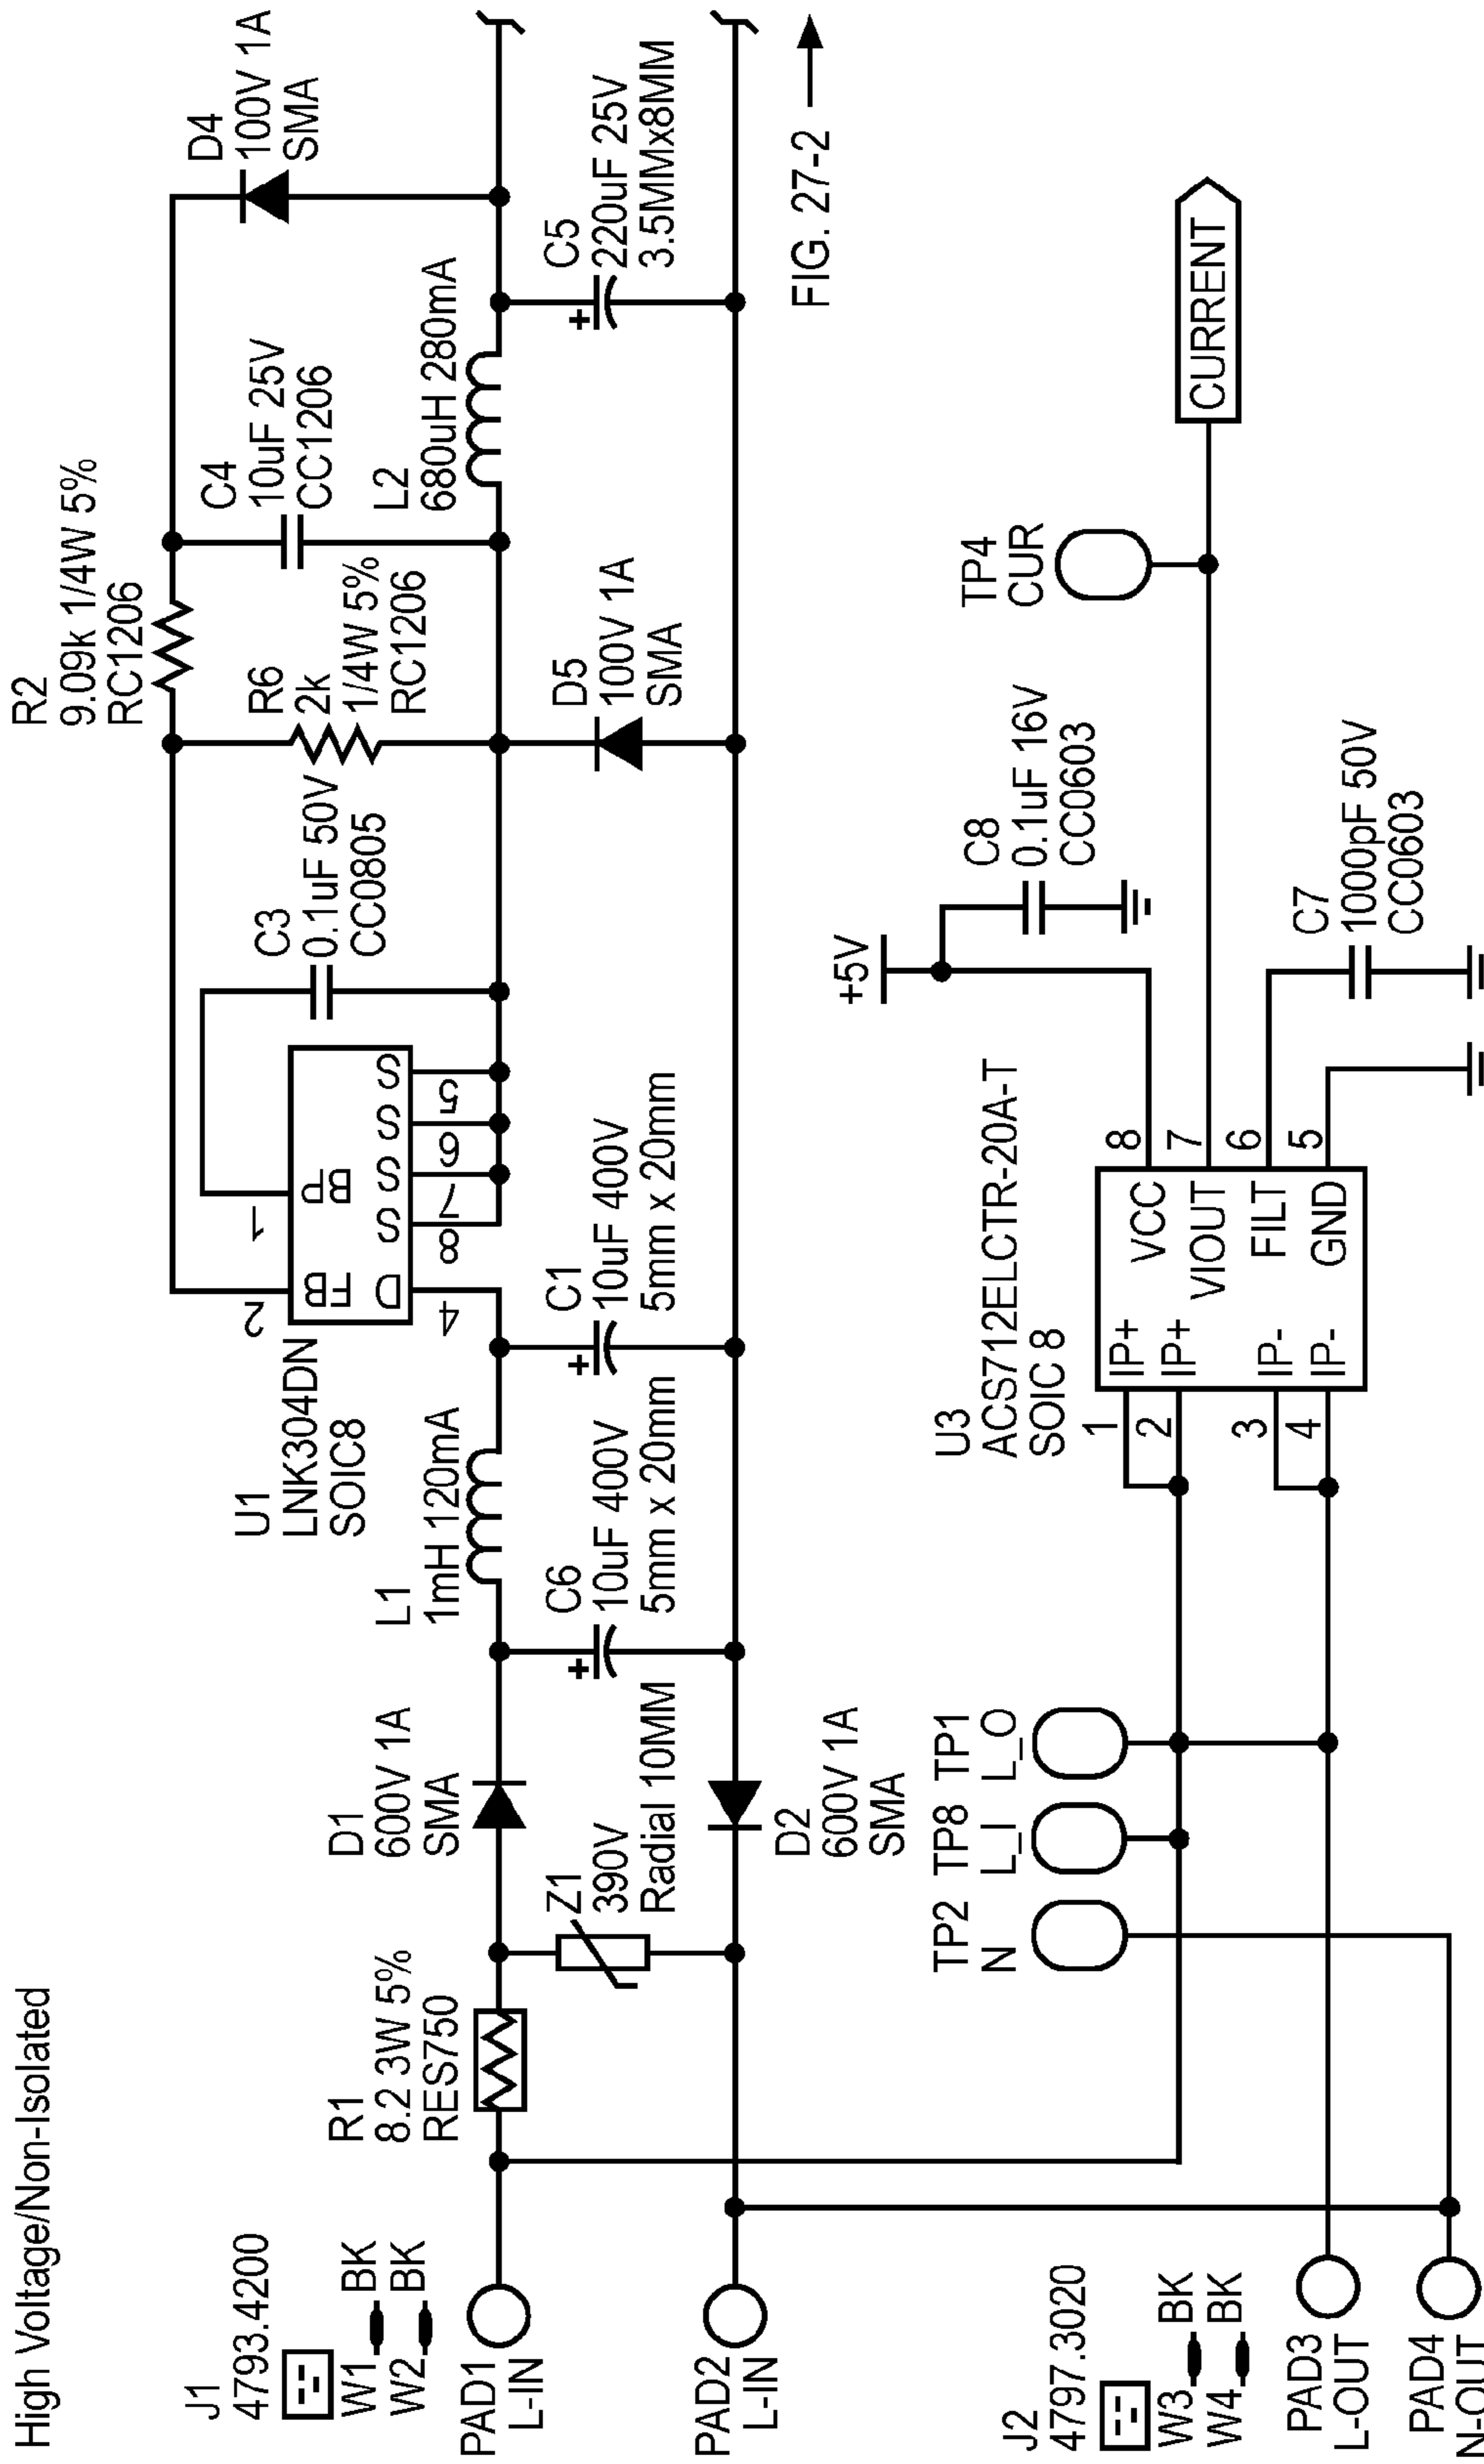 High Voltage/Non-Isolated
J1
4793.4200
W1 BK
W2 BK
PAD1
L-IN
PAD2
L-IN
R1
8.2 3W 5%
RES750
Z1
390V
Radial 10MM
D1
600V 1A
SMA
D2
600V 1A
SMA
L1
1mH 120mA
C6
10uF 400V
5mm x 20mm
C1
10uF 400V
5mm x 20mm
U1
LNK304DN
SOIC8
2
1
FB
BP
D
S
S
S
S
4
8
7
6
5
C3
0.1uF 50V
CC0805
R2
9.09k 1/4W 5%
RC1206
R6
2k
1/4W 5%
RC1206
D5
100V 1A
SMA
C4
10uF 25V
CC1206
L2
680uH 280mA
D4
100V 1A
SMA
C5
220uF 25V
3.5MMx8MM
FIG. 27-2
J2
4797.3020
W3 BK
W4 BK
PAD3
L-OUT
PAD4
N-OUT
TP2
N
TP8
L_I
TP1
L_O
U3
ACS712ELCTR-20A-T
SOIC 8
1
2
3
4
IP+
IP+
IP-
IP-
VCC
VIOUT
FILT
GND
8
7
6
5
+5V
C8
0.1uF 16V
CC0603
C7
1000pF 50V
CC0603
TP4
CUR
CURRENT